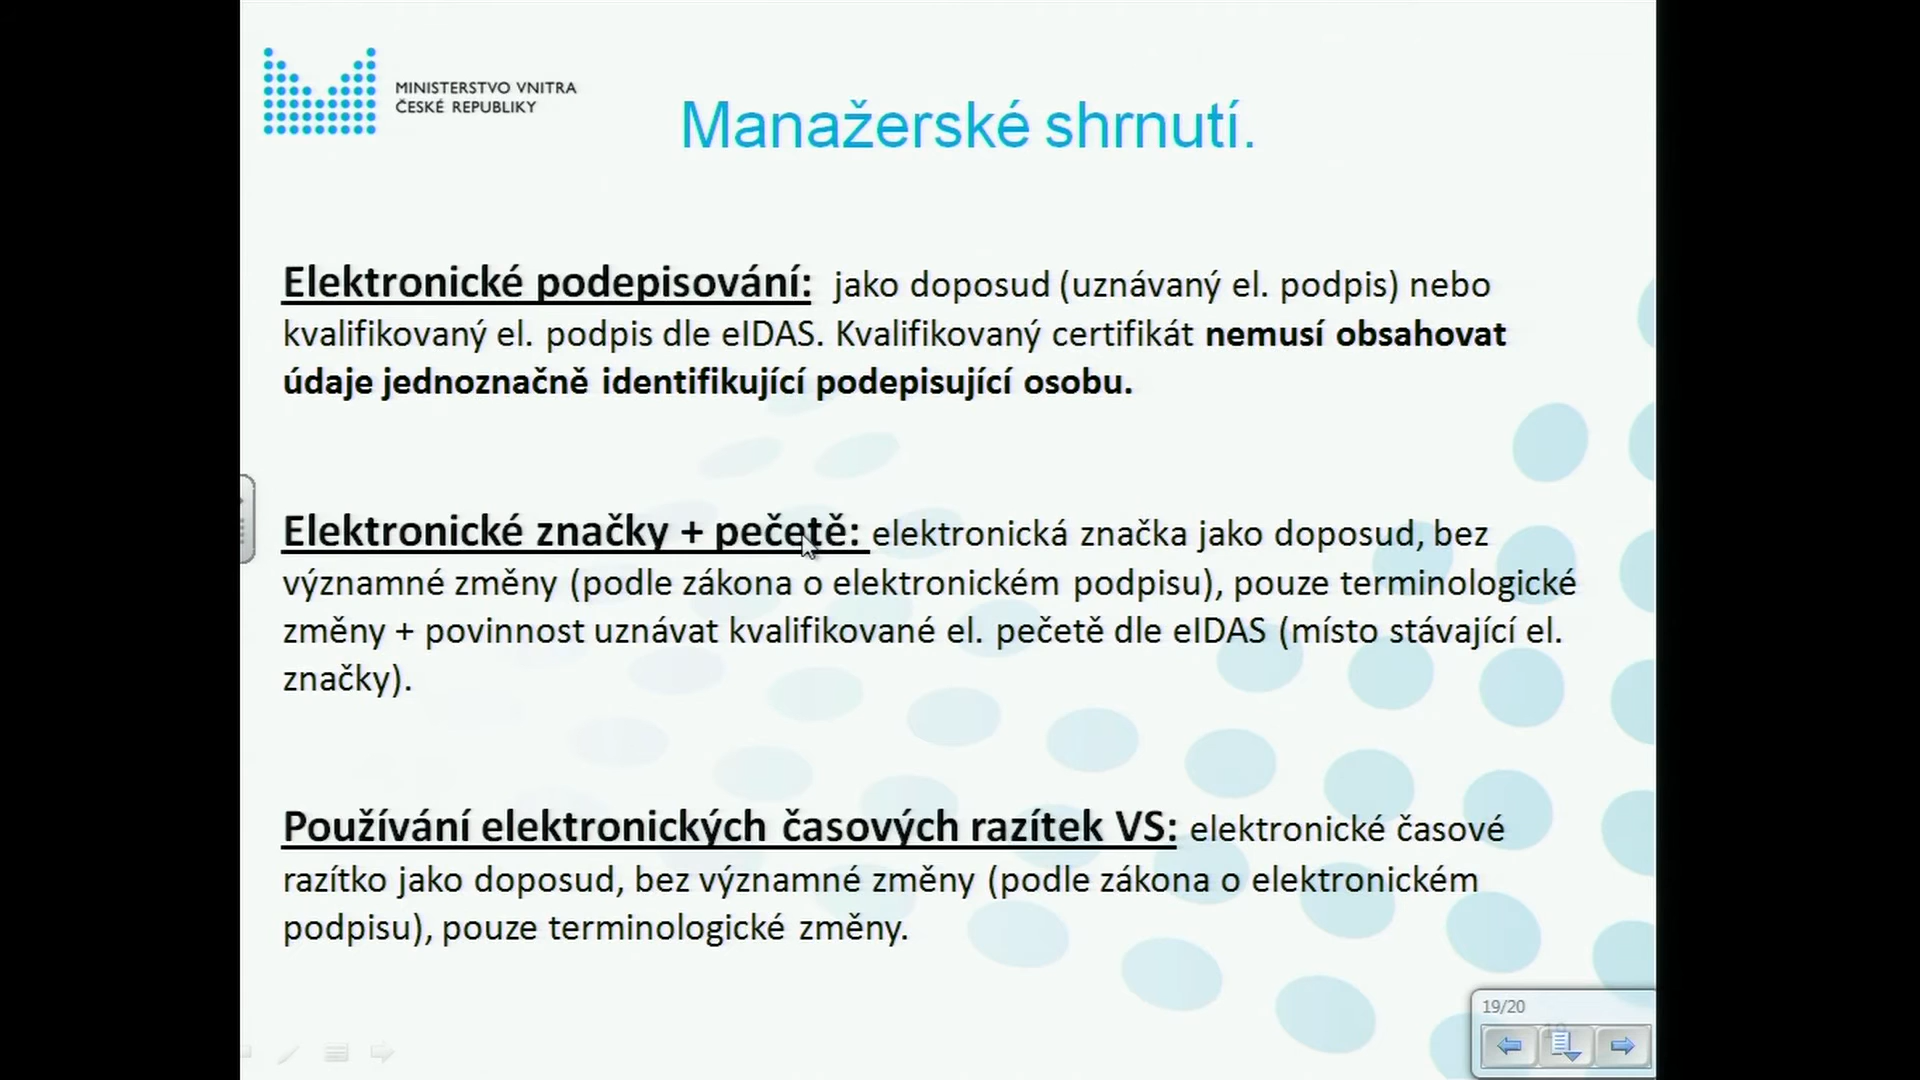 MINISTERSTVO VNITRA
ČESKÉ REPUBLIKY
Manažerské shrnutí.
Elektronické podepisování: jako doposud (uznávaný el. podpis) nebo
kvalifikovaný el. podpis dle eIDAS. Kvalifikovaný certifikát nemusí obsahovat
údaje jednoznačně identifikující podepisující osobu.
Elektronické značky + pečetě: elektronická značka jako doposud, bez
významné změny (podle zákona o elektronickém podpisu), pouze terminologické
změny + povinnost uznávat kvalifikované el. pečetě dle eIDAS (místo stávající el.
značky).
Používání elektronických časových razítek VS: elektronické časové
razítko jako doposud, bez významné změny (podle zákona o elektronickém
podpisu), pouze terminologické změny.
19/20